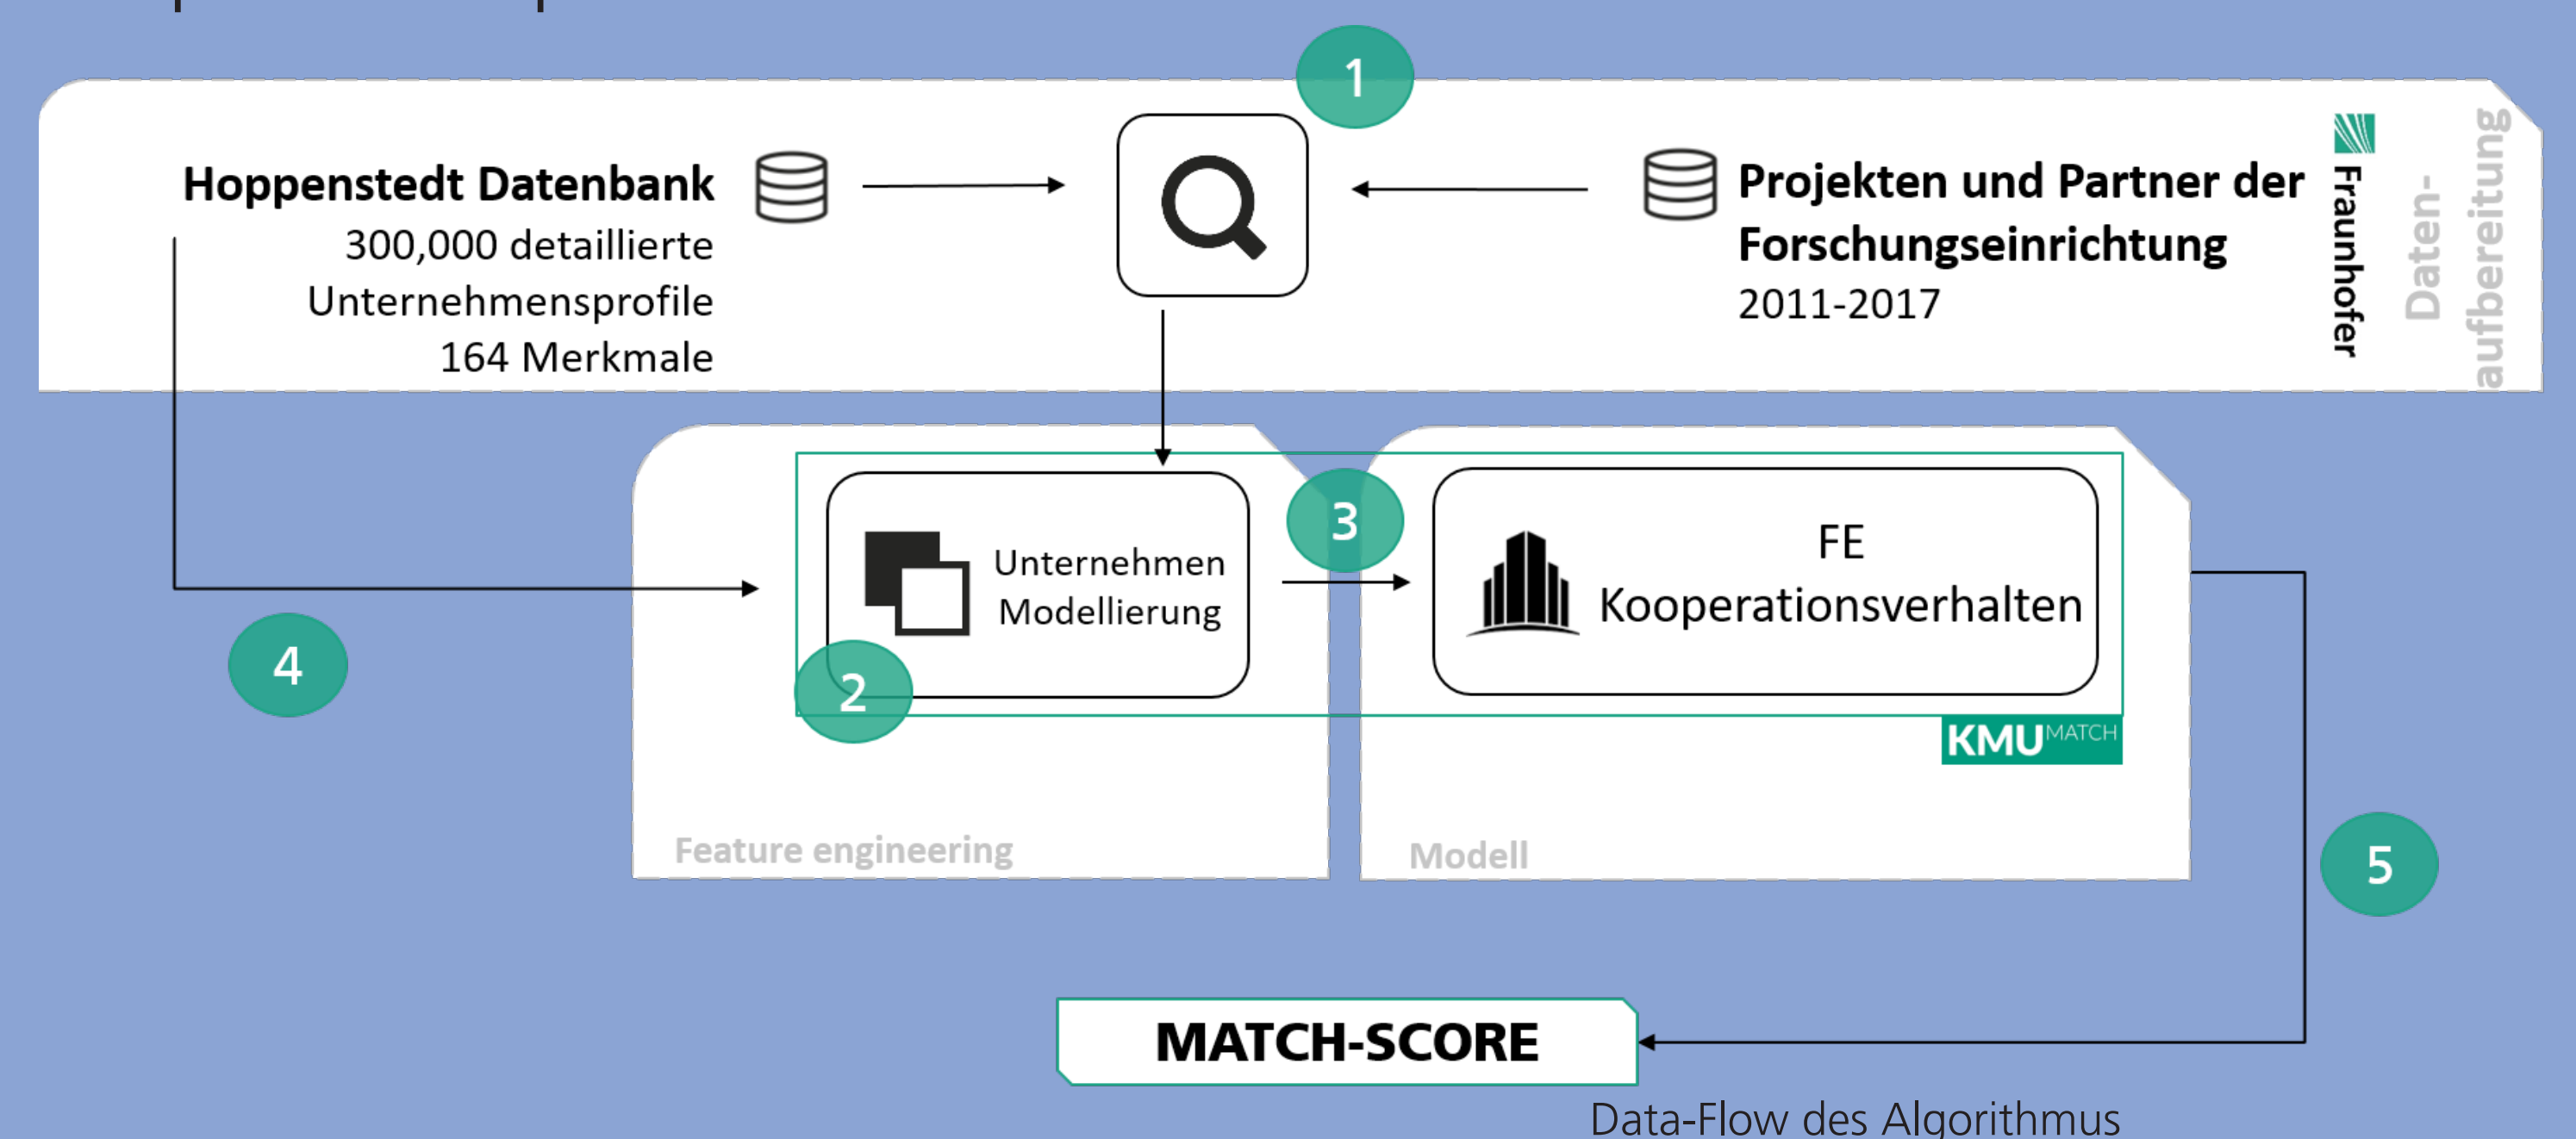 1
Hoppenstedt Datenbank
300,000 detaillierte
Unternehmensprofile
164 Merkmale
Projekten und Partner der
Forschungseinrichtung
2011-2017
Fraunhofer
Daten-
aufbereitung
Unternehmen
Modellierung
2
3
FE
Kooperationsverhalten
KMU MATCH
4
Feature engineering
Modell
5
MATCH-SCORE
Data-Flow des Algorithmus